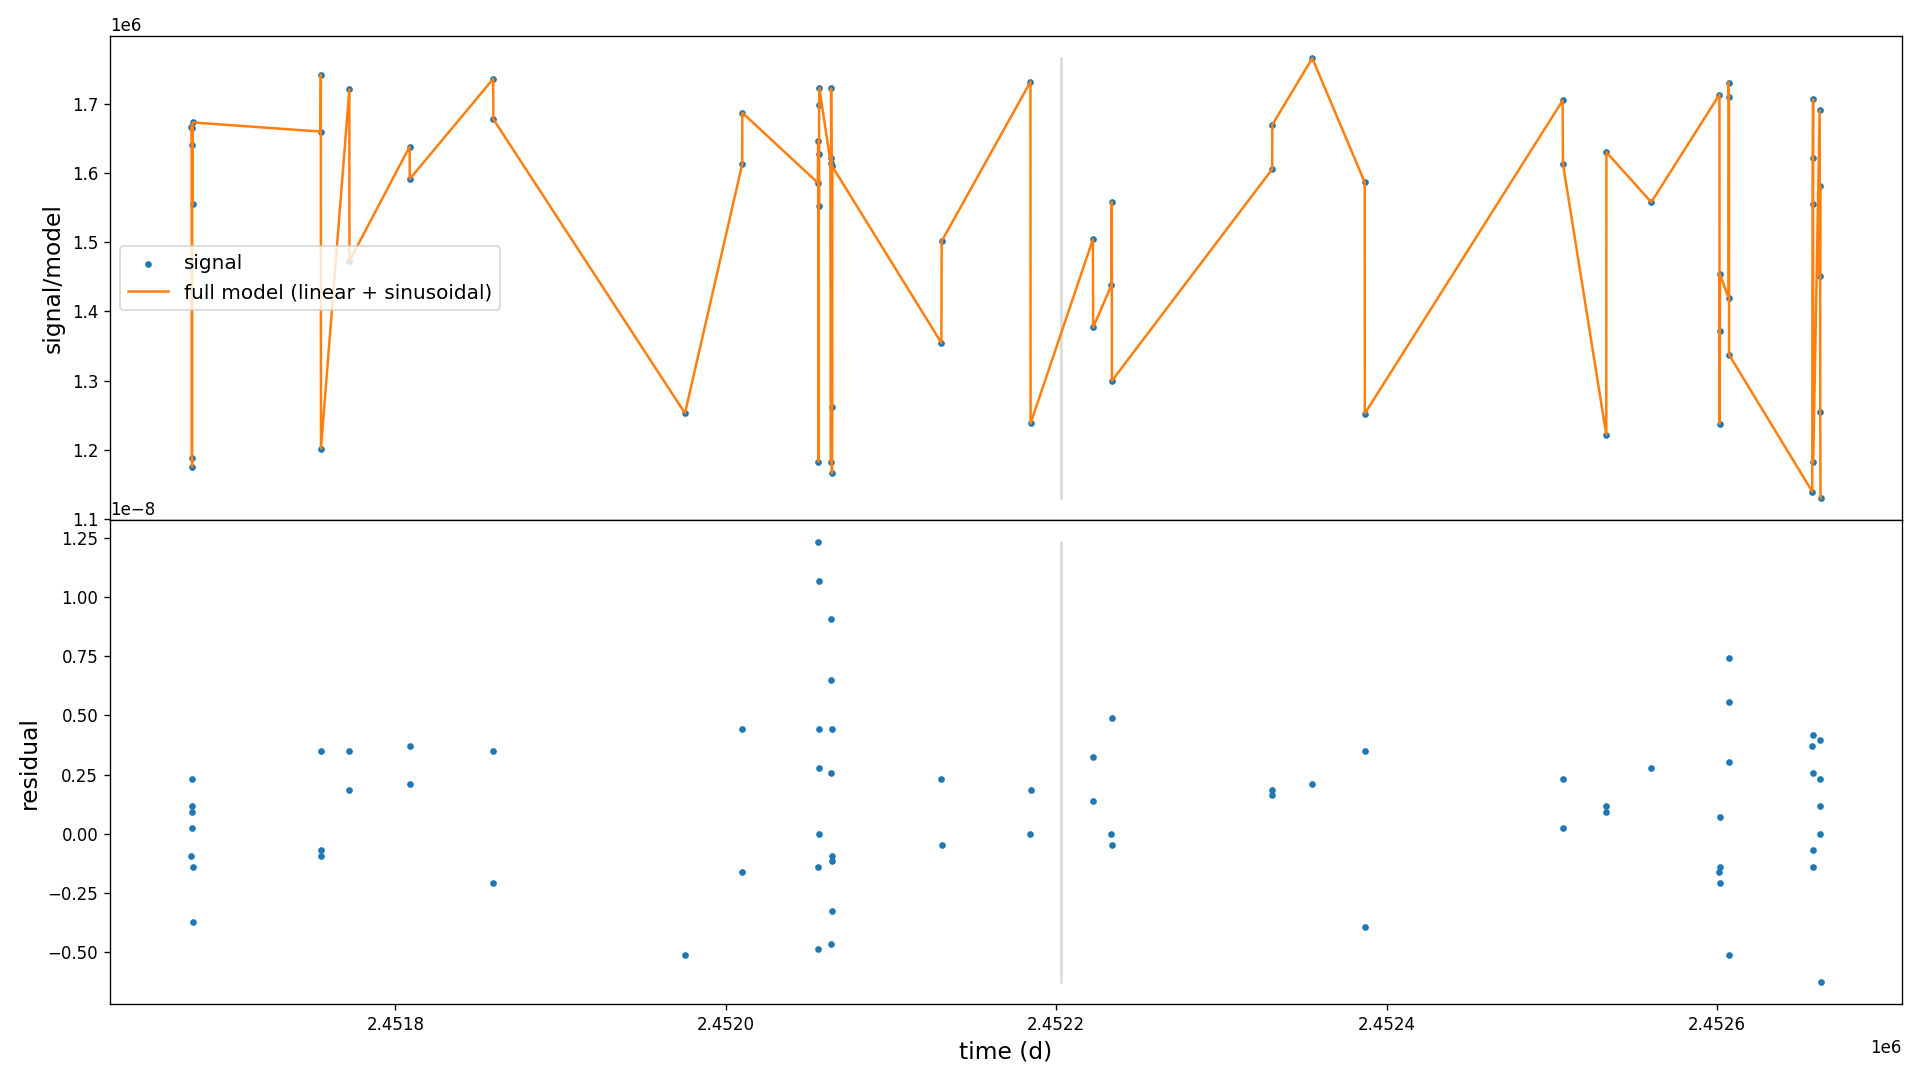 1e6
1.7
1.6
1.5
1.4
1.3
1.2
1.1
signal/model
signal
full model (linear + sinusoidal)
1e−8
1.25
1.00
0.75
0.50
0.25
0.00
−0.25
−0.50
residual
2.4518
2.4520
2.4522
2.4524
2.4526
1e6
time (d)